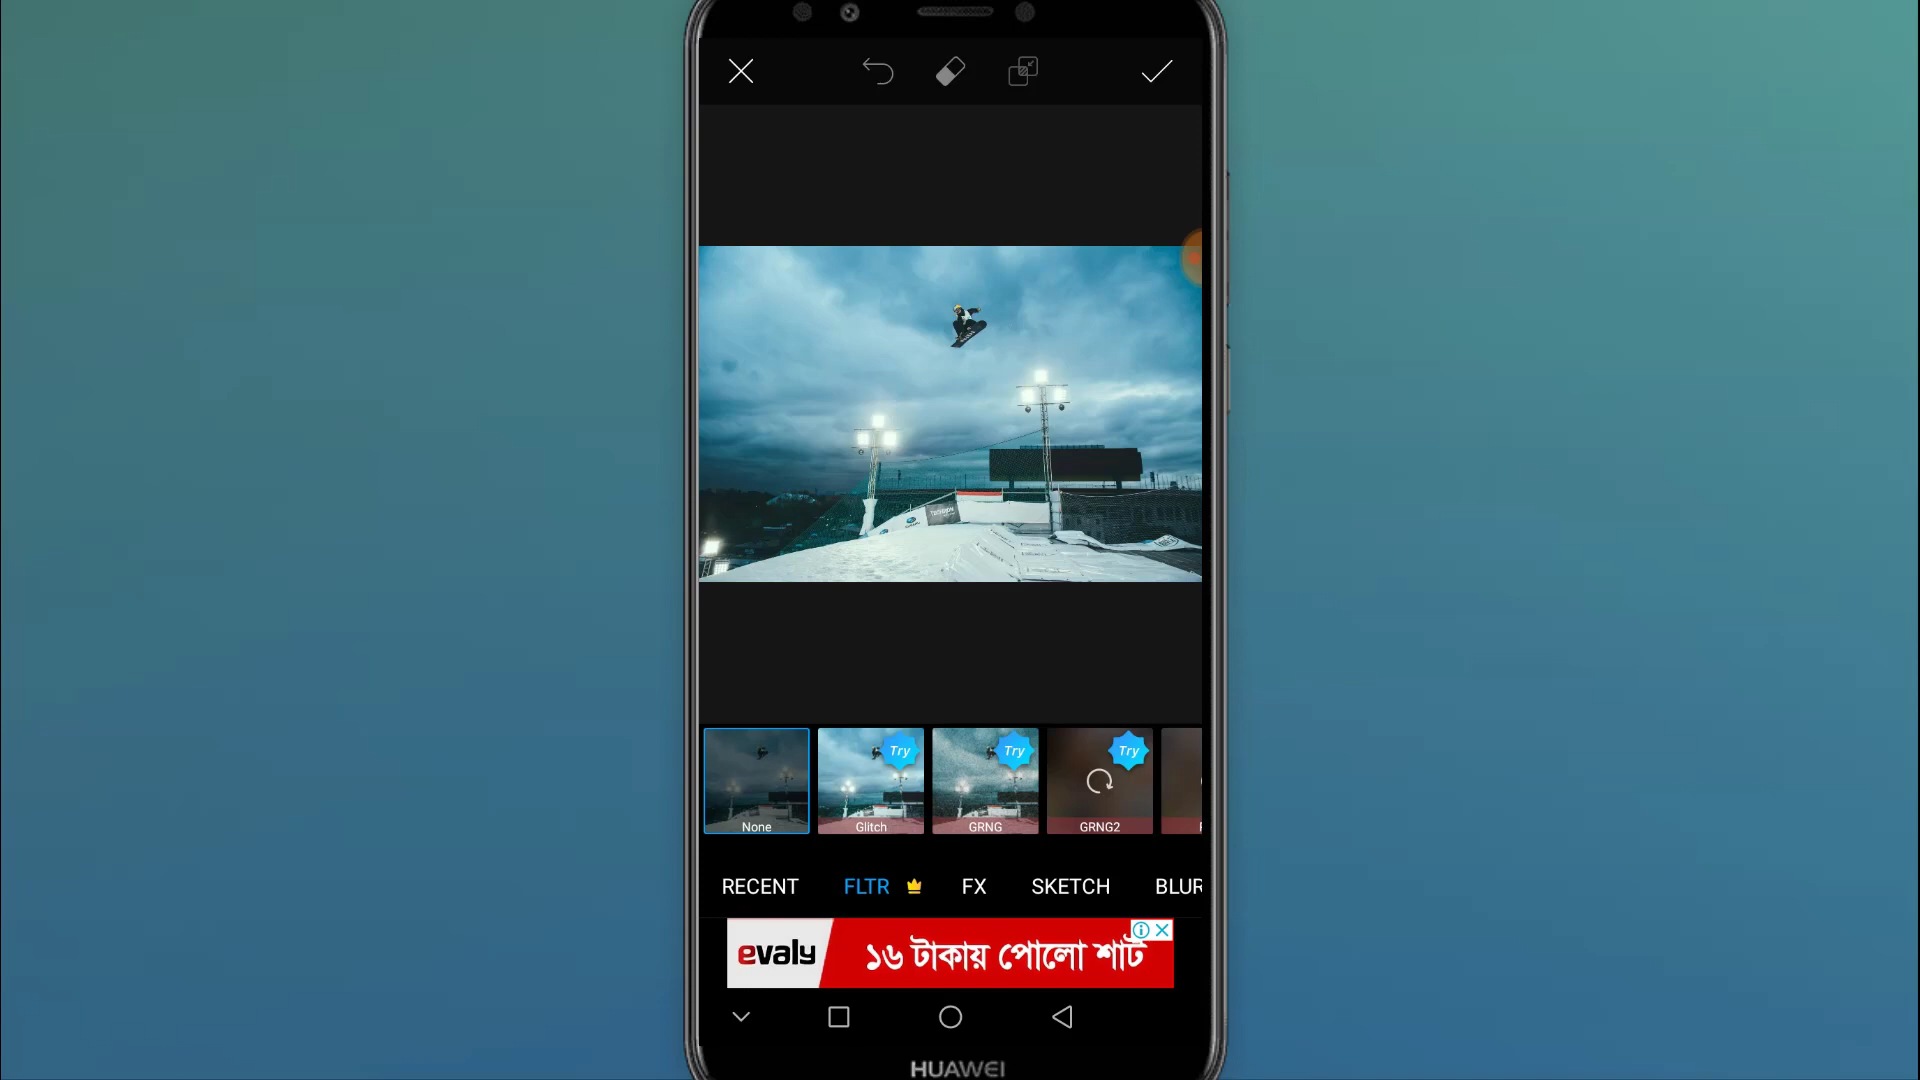 Try
Try
Try
None
Glitch
GRNG
GRNG2
RECENT
FLTR
FX
SKETCH
BLUR
evaly
১৬ টাকায় পোলো শার্ট
HUAWEI